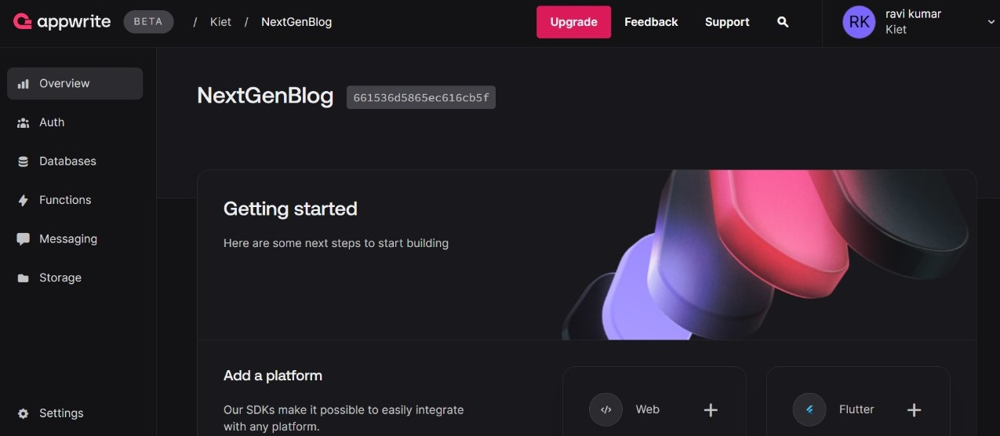 appwrite BETA / Kiet / NextGenBlog Upgrade Feedback Support RK ravi kumar
Kiet
Overview
Auth
Databases
Functions
Messaging
Storage
Settings
NextGenBlog 661536d5865ec616cb5f
Getting started
Here are some next steps to start building
Add a platform
Our SDKs make it possible to easily integrate
with any platform.
</> Web +
Flutter +